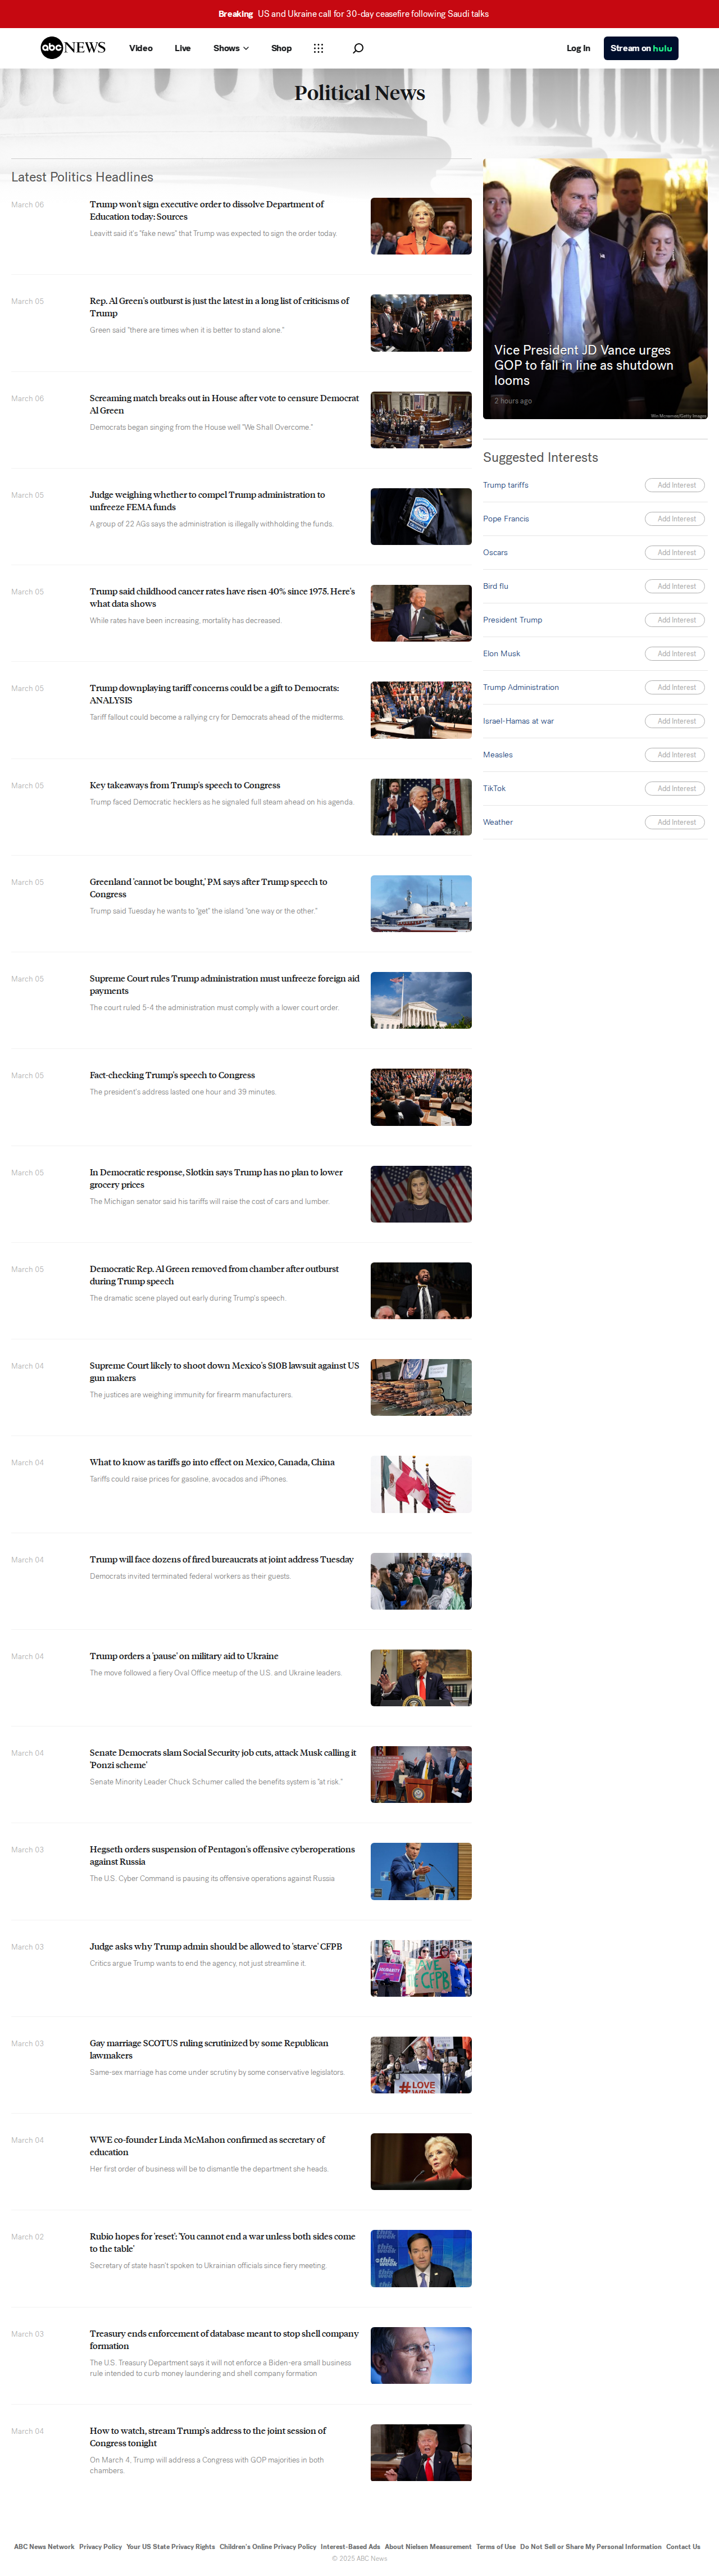 Breaking US and Ukraine call for 30-day ceasefire following Saudi talks
abc NEWS Video Live Shows Shop Log In Stream on hulu
Political News
Latest Politics Headlines
March 06
Trump won't sign executive order to dissolve Department of
Education today: Sources
Leavitt said it's "fake news" that Trump was expected to sign the order today.
March 05
Rep. Al Green's outburst is just the latest in a long list of criticisms of
Trump
Green said "there are times when it is better to stand alone."
March 06
Screaming match breaks out in House after vote to censure Democrat
Al Green
Democrats began singing from the House well "We Shall Overcome."
March 05
Judge weighing whether to compel Trump administration to
unfreeze FEMA funds
A group of 22 AGs says the administration is illegally withholding the funds.
March 05
Trump said childhood cancer rates have risen 40% since 1975. Here's
what data shows
While rates have been increasing, mortality has decreased.
March 05
Trump downplaying tariff concerns could be a gift to Democrats:
ANALYSIS
Tariff fallout could become a rallying cry for Democrats ahead of the midterms.
March 05
Key takeaways from Trump's speech to Congress
Trump faced Democratic hecklers as he signaled full steam ahead on his agenda.
March 05
Greenland 'cannot be bought,' PM says after Trump speech to
Congress
Trump said Tuesday he wants to "get" the island "one way or the other."
March 05
Supreme Court rules Trump administration must unfreeze foreign aid
payments
The court ruled 5-4 the administration must comply with a lower court order.
March 05
Fact-checking Trump's speech to Congress
The president's address lasted one hour and 39 minutes.
March 05
In Democratic response, Slotkin says Trump has no plan to lower
grocery prices
The Michigan senator said his tariffs will raise the cost of cars and lumber.
March 05
Democratic Rep. Al Green removed from chamber after outburst
during Trump speech
The dramatic scene played out early during Trump's speech.
March 04
Supreme Court likely to shoot down Mexico's $10B lawsuit against US
gun makers
The justices are weighing immunity for firearm manufacturers.
March 04
What to know as tariffs go into effect on Mexico, Canada, China
Tariffs could raise prices for gasoline, avocados and iPhones.
March 04
Trump will face dozens of fired bureaucrats at joint address Tuesday
Democrats invited terminated federal workers as their guests.
March 04
Trump orders a 'pause' on military aid to Ukraine
The move followed a fiery Oval Office meetup of the U.S. and Ukraine leaders.
March 04
Senate Democrats slam Social Security job cuts, attack Musk calling it
'Ponzi scheme'
Senate Minority Leader Chuck Schumer called the benefits system is "at risk."
March 03
Hegseth orders suspension of Pentagon's offensive cyberoperations
against Russia
The U.S. Cyber Command is pausing its offensive operations against Russia
March 03
Judge asks why Trump admin should be allowed to 'starve' CFPB
Critics argue Trump wants to end the agency, not just streamline it.
SAVE
THE CFPB
March 03
Gay marriage SCOTUS ruling scrutinized by some Republican
lawmakers
Same-sex marriage has come under scrutiny by some conservative legislators.
#LOVE
WINS
March 04
WWE co-founder Linda McMahon confirmed as secretary of
education
Her first order of business will be to dismantle the department she heads.
March 02
Rubio hopes for 'reset': 'You cannot end a war unless both sides come
to the table'
Secretary of state hasn't spoken to Ukrainian officials since fiery meeting.
this
week
March 03
Treasury ends enforcement of database meant to stop shell company
formation
The U.S. Treasury Department says it will not enforce a Biden-era small business
rule intended to curb money laundering and shell company formation
March 04
How to watch, stream Trump's address to the joint session of
Congress tonight
On March 4, Trump will address a Congress with GOP majorities in both
chambers.
Vice President JD Vance urges
GOP to fall in line as shutdown
looms
2 hours ago
Win Mcnamee/Getty Images
Suggested Interests
Trump tariffs Add Interest
Pope Francis Add Interest
Oscars Add Interest
Bird flu Add Interest
President Trump Add Interest
Elon Musk Add Interest
Trump Administration Add Interest
Israel-Hamas at war Add Interest
Measles Add Interest
TikTok Add Interest
Weather Add Interest
ABC News Network Privacy Policy Your US State Privacy Rights Children's Online Privacy Policy Interest-Based Ads About Nielsen Measurement Terms of Use Do Not Sell or Share My Personal Information Contact Us
© 2025 ABC News